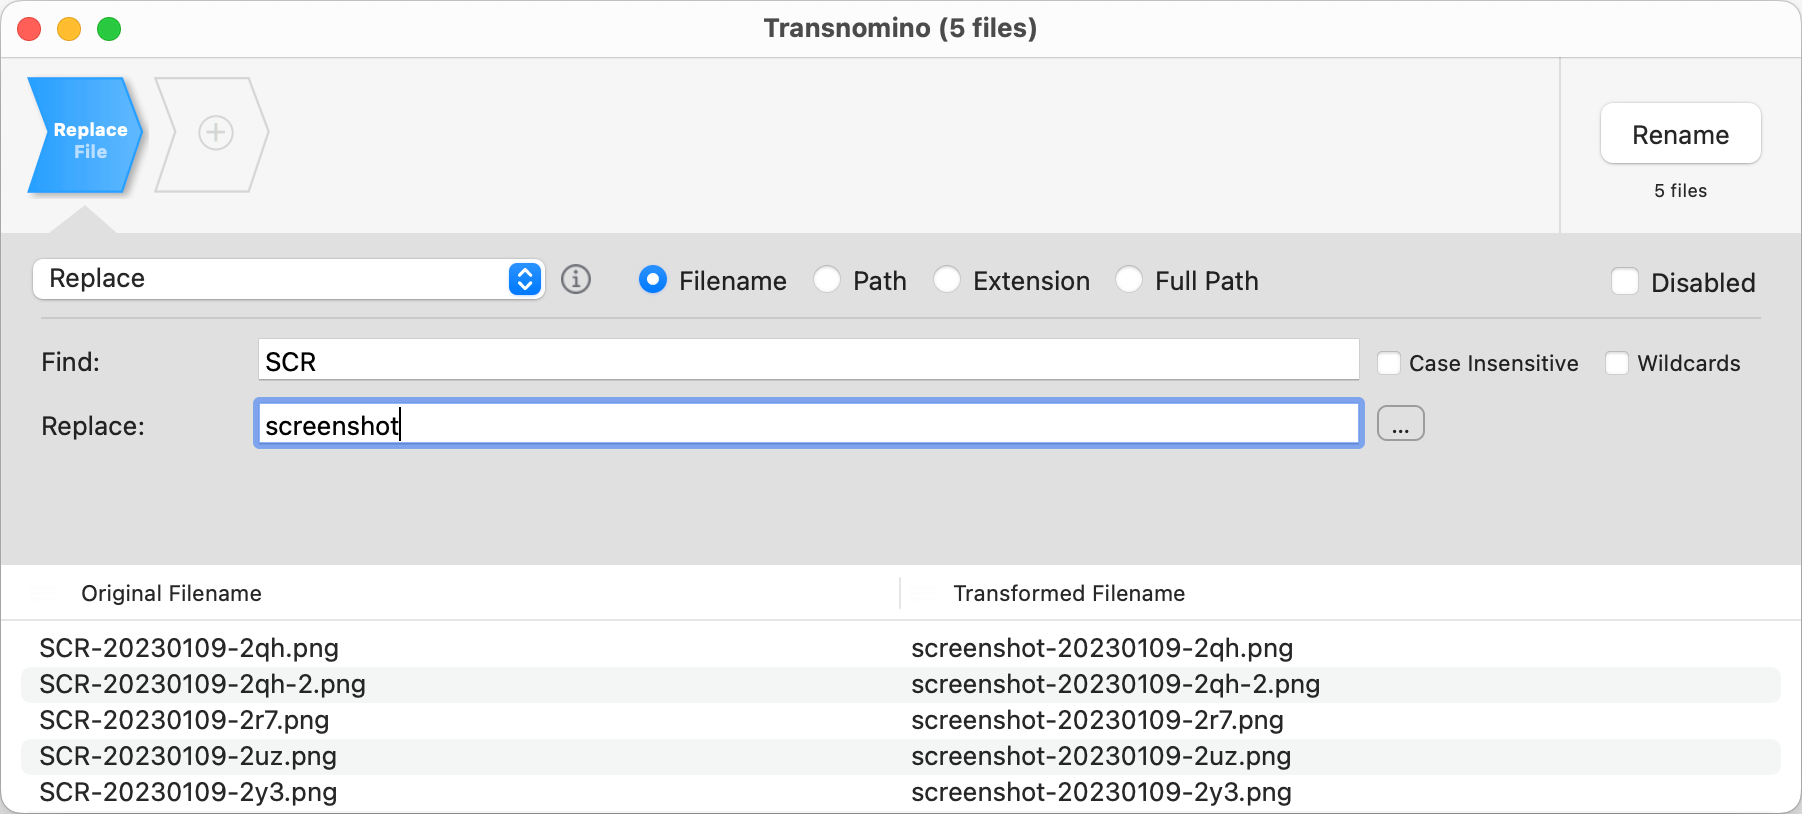 Transnomino (5 files)
Replace
File
Rename
5 files
Replace
Filename
Path
Extension
Full Path
Disabled
Find:
SCR
Case Insensitive
Wildcards
Replace:
screenshot
...
Original Filename
Transformed Filename
SCR-20230109-2qh.png
screenshot-20230109-2qh.png
SCR-20230109-2qh-2.png
screenshot-20230109-2qh-2.png
SCR-20230109-2r7.png
screenshot-20230109-2r7.png
SCR-20230109-2uz.png
screenshot-20230109-2uz.png
SCR-20230109-2y3.png
screenshot-20230109-2y3.png